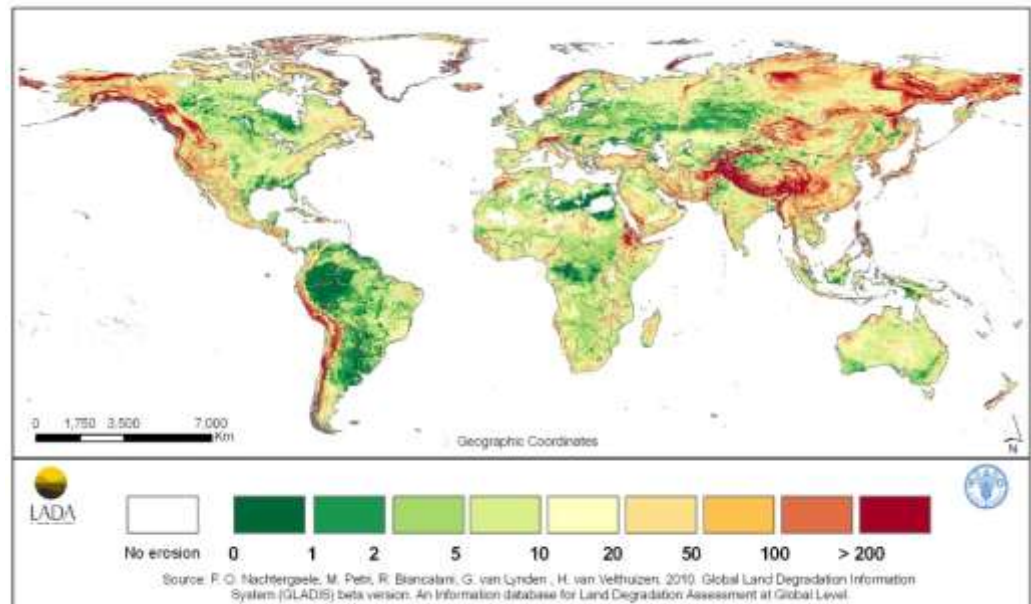 0 1,750 3,500 7,000
Km
Geographic Coordinates
N
LADA
No erosion 0 1 2 5 10 20 50 100 > 200
Source: F. O. Nachtergaele, M. Petri, R. Biancalani, G. van Lynden , H. van Velthuizen, 2010. Global Land Degradation Information
System (GLADIS) beta version. An Information database for Land Degradation Assessment at Global Level